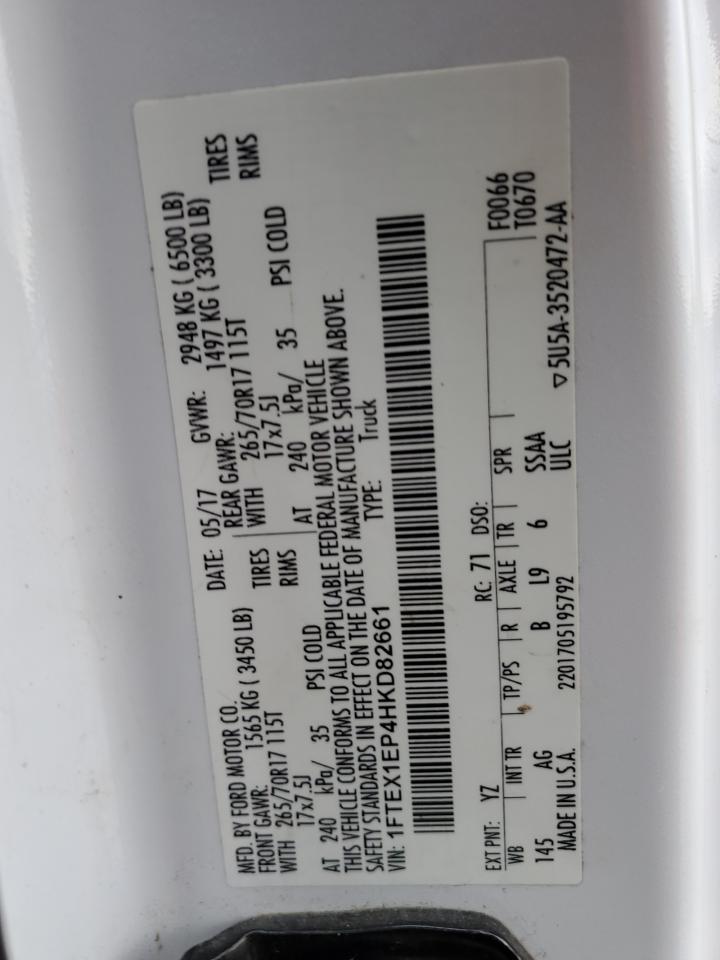 MFD. BY FORD MOTOR CO. DATE: 05/17 GVWR: 2948 KG ( 6500 LB)
FRONT GAWR: 1565 KG ( 3450 LB) REAR GAWR: 1497 KG ( 3300 LB)
WITH 265/70R17 115T TIRES WITH 265/70R17 115T TIRES
17x7.5J RIMS 17x7.5J RIMS
AT 240 kPa/ 35 PSI COLD AT 240 kPa/ 35 PSI COLD
THIS VEHICLE CONFORMS TO ALL APPLICABLE FEDERAL MOTOR VEHICLE
SAFETY STANDARDS IN EFFECT ON THE DATE OF MANUFACTURE SHOWN ABOVE.
VIN: 1FTEX1EP4HKD82661 TYPE: Truck
F0066
EXT PNT: YZ RC: 71 DSO: T0670
WB INT TR TP/PS R AXLE TR SPR
145 AG B L9 6 SSAA
ULC
MADE IN U.S.A. 2201705195792 ▽5U5A-3520472-AA